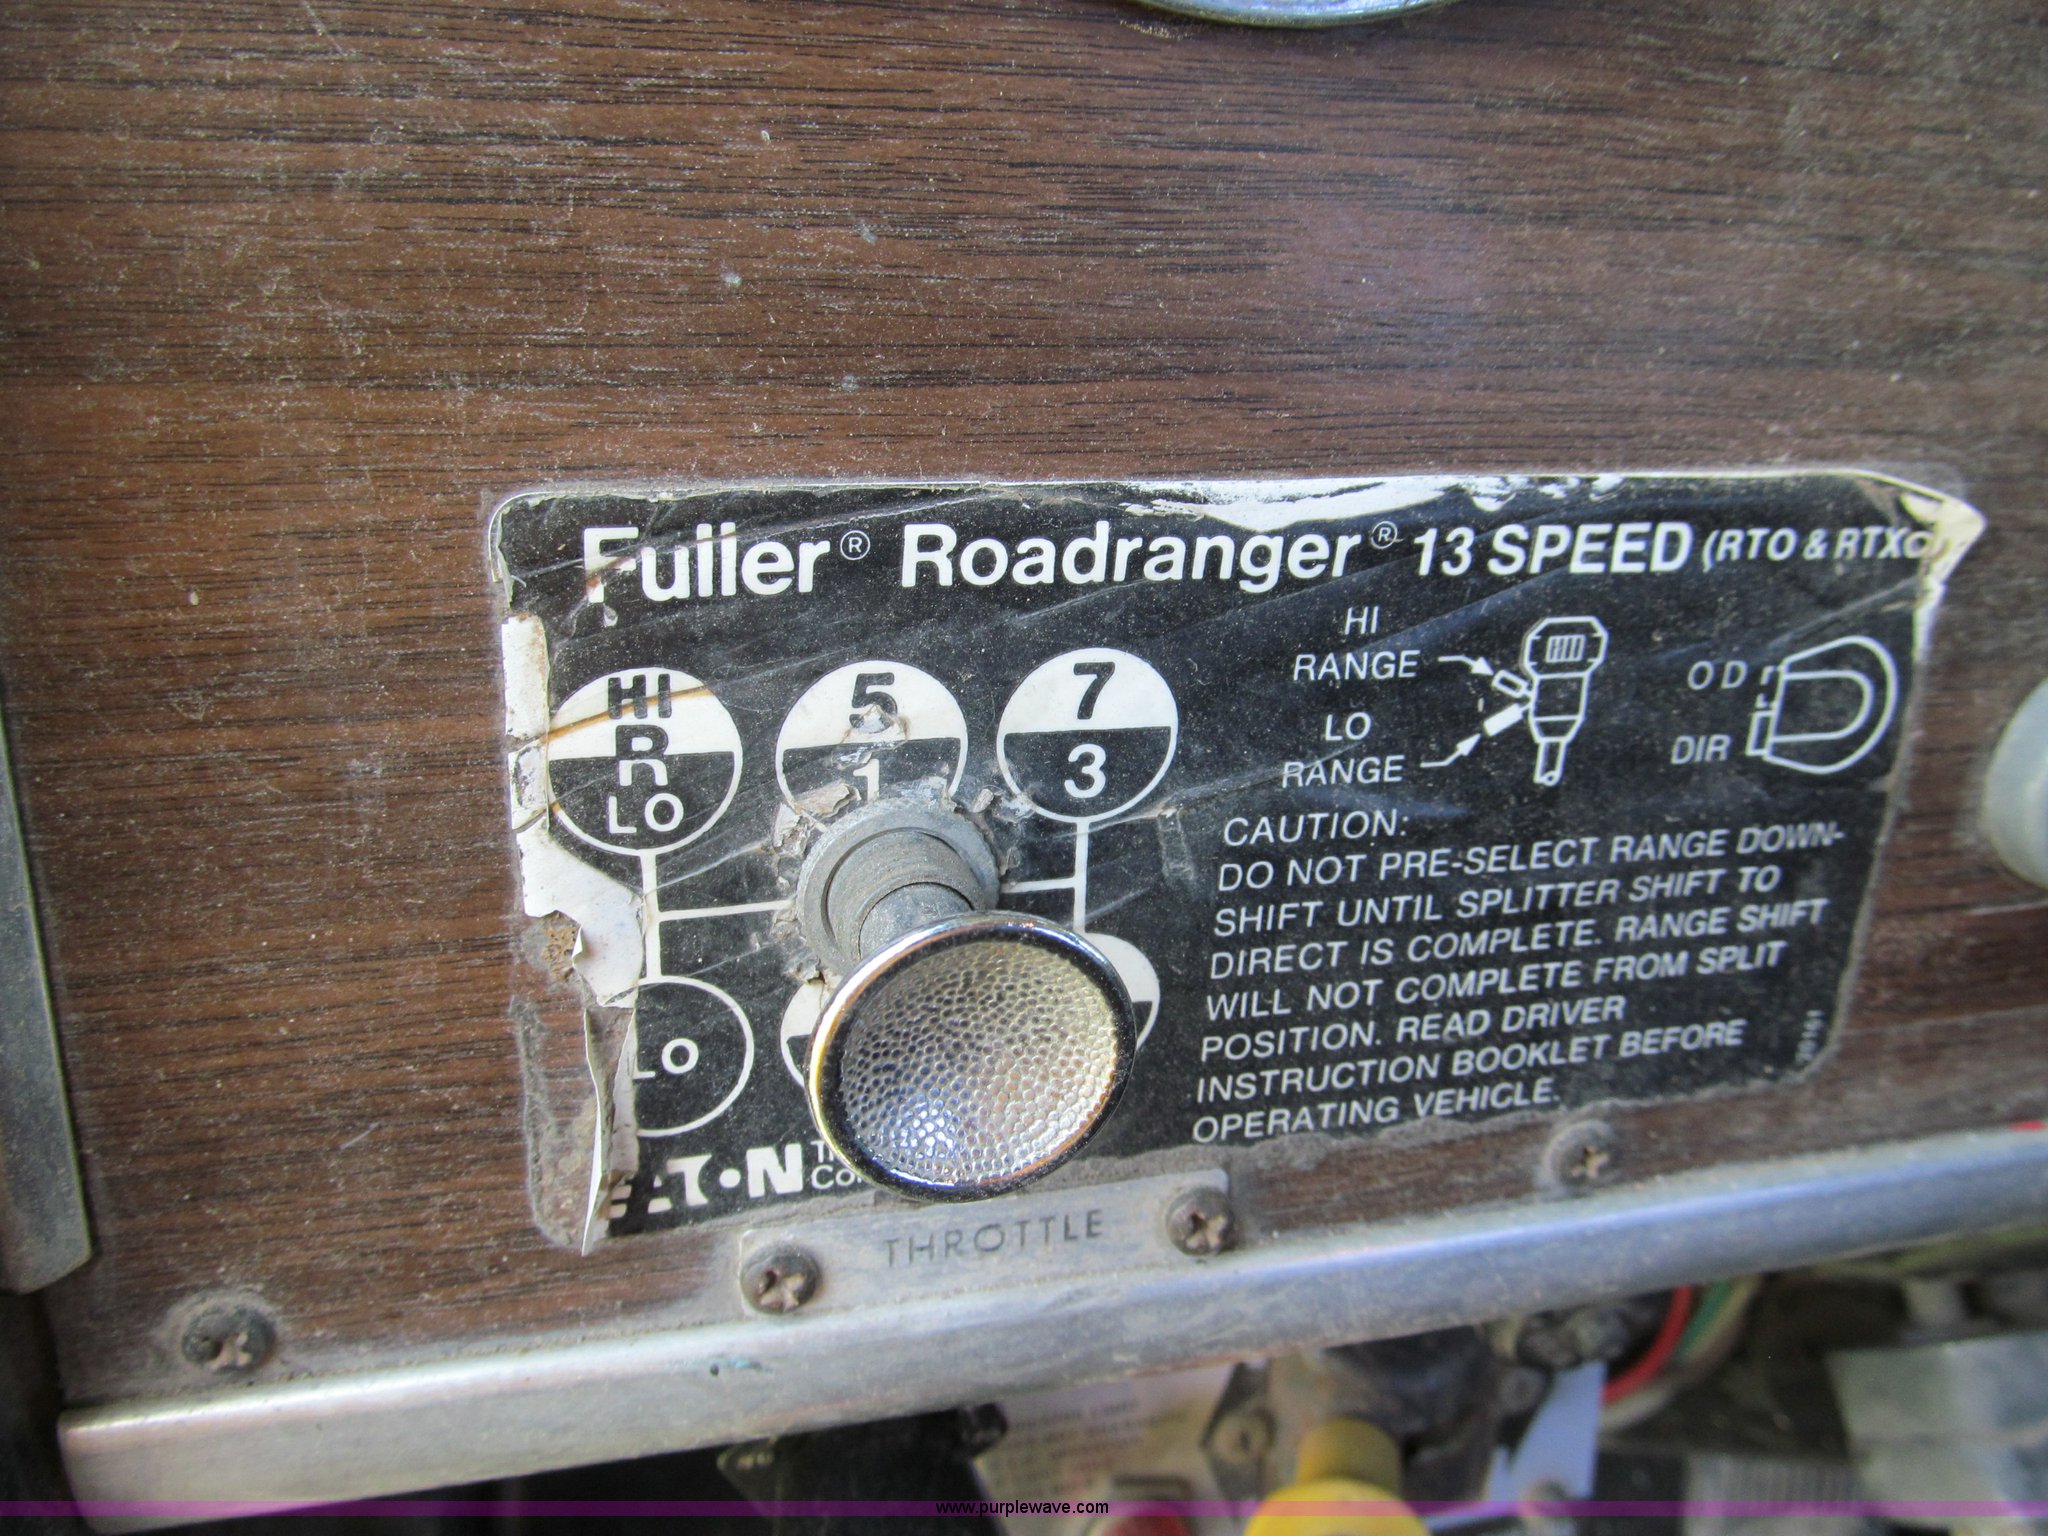 Fuller® Roadranger® 13 SPEED (RTO & RTXO)
HI
RANGE
LO
RANGE
O D
DIR
HI
R
LO
5
1
7
3
LO
CAUTION:
DO NOT PRE-SELECT RANGE DOWN-
SHIFT UNTIL SPLITTER SHIFT TO
DIRECT IS COMPLETE. RANGE SHIFT
WILL NOT COMPLETE FROM SPLIT
POSITION. READ DRIVER
INSTRUCTION BOOKLET BEFORE
OPERATING VEHICLE.
EAT•N
THROTTLE
www.purplewave.com